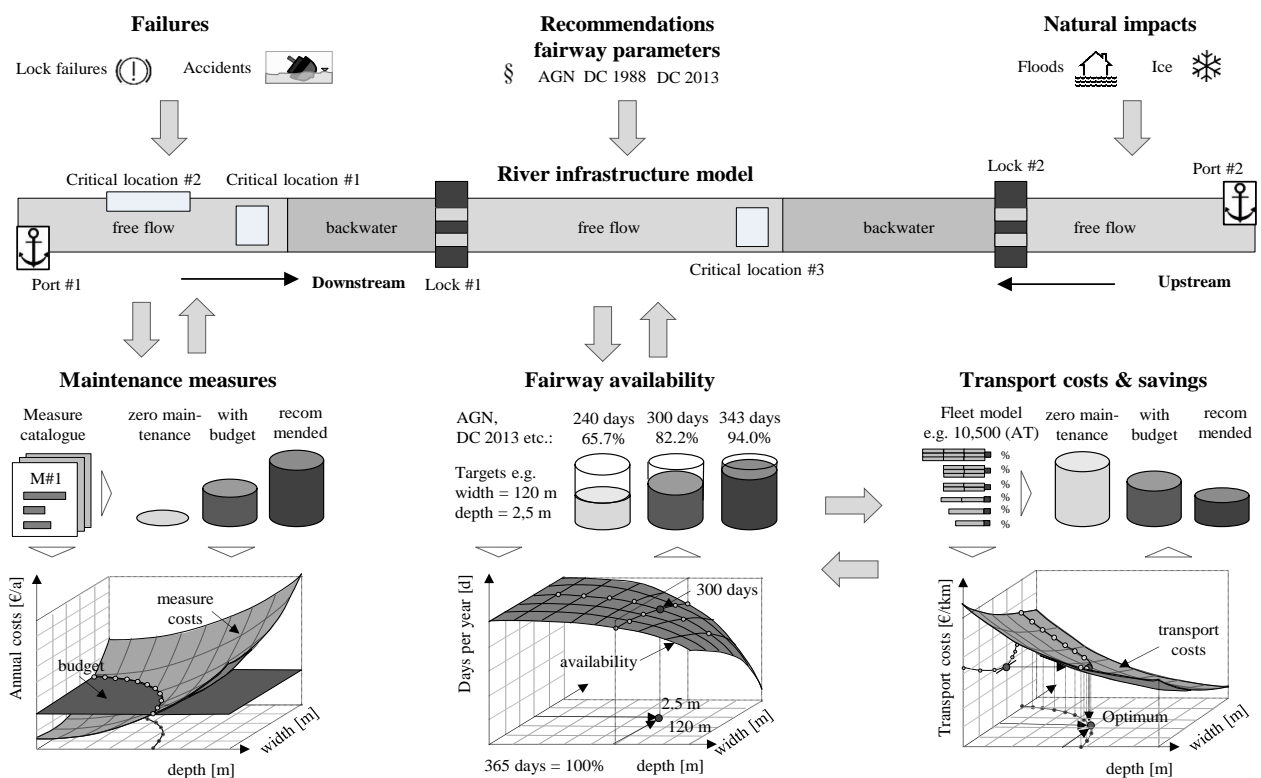 Failures
Recommendations
fairway parameters
Natural impacts
Lock failures
Accidents
§ AGN DC 1988 DC 2013
Floods
Ice
River infrastructure model
Lock #2
Port #2
Critical location #2
Critical location #1
free flow
backwater
free flow
backwater
free flow
Port #1
Downstream
Lock #1
Critical location #3
Upstream
Maintenance measures
Measure
catalogue
zero main-
tenance
with
budget
recom
mended
M#1
Fairway availability
AGN,
DC 2013 etc.:
240 days
65.7%
300 days
82.2%
343 days
94.0%
Targets e.g.
width = 120 m
depth = 2,5 m
Transport costs & savings
Fleet model
e.g. 10,500 (AT)
zero main-
tenance
with
budget
recom
mended
%
%
%
%
%
%
Annual costs [€/a]
measure
costs
budget
width [m]
depth [m]
Days per year [d]
300 days
availability
2.5 m
120 m
width [m]
365 days = 100%
depth [m]
Transport costs [€/tkm]
transport
costs
Optimum
width [m]
depth [m]